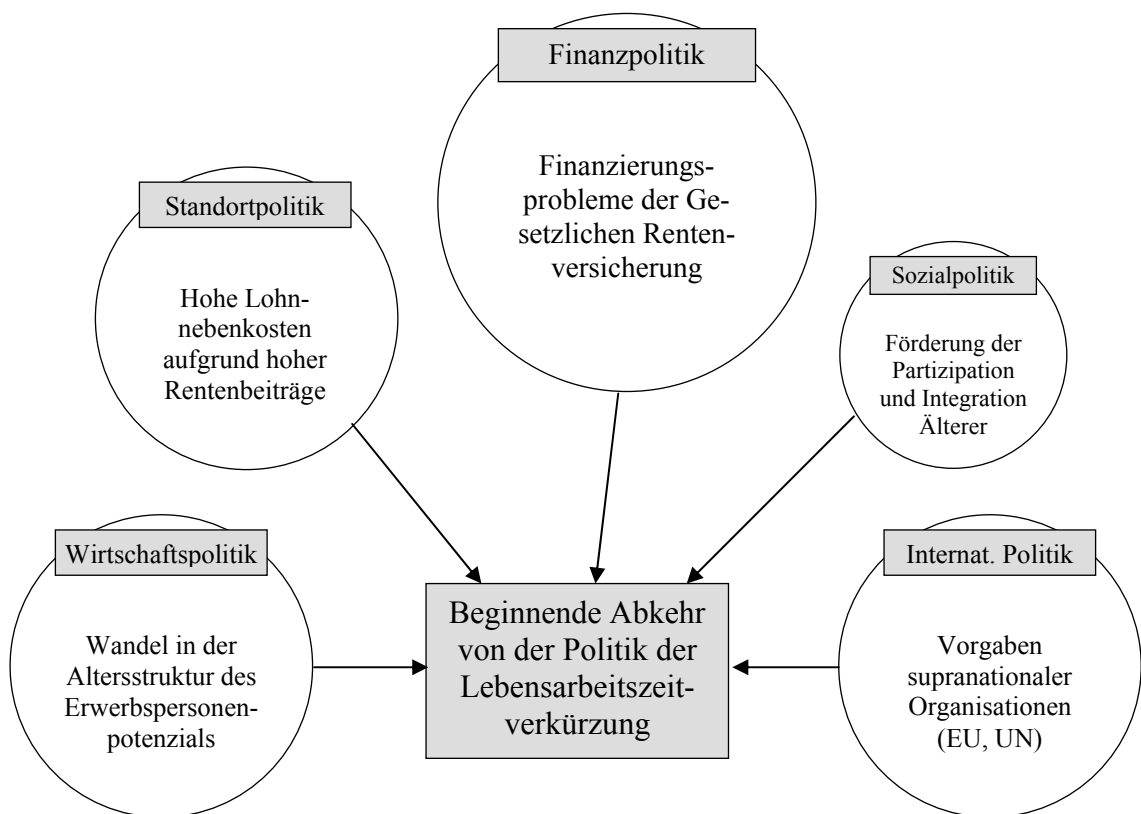 Finanzpolitik
Finanzierungs-
probleme der Ge-
setzlichen Renten-
versicherung
Standortpolitik
Hohe Lohn-
nebenkosten
aufgrund hoher
Rentenbeiträge
Sozialpolitik
Förderung der
Partizipation
und Integration
Älterer
Wirtschaftspolitik
Wandel in der
Altersstruktur des
Erwerbspersonen-
potenzials
Beginnende Abkehr
von der Politik der
Lebensarbeitszeit-
verkürzung
Internat. Politik
Vorgaben
supranationaler
Organisationen
(EU, UN)